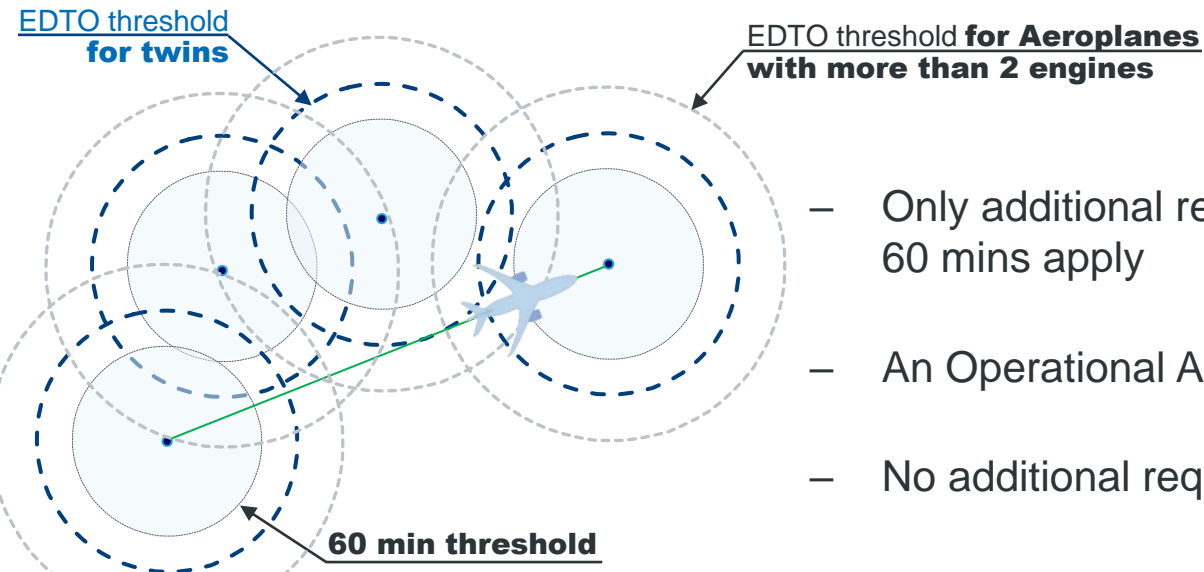 EDTO threshold
for twins
EDTO threshold for Aeroplanes
with more than 2 engines
– Only additional re
60 mins apply
– An Operational A
– No additional req
60 min threshold